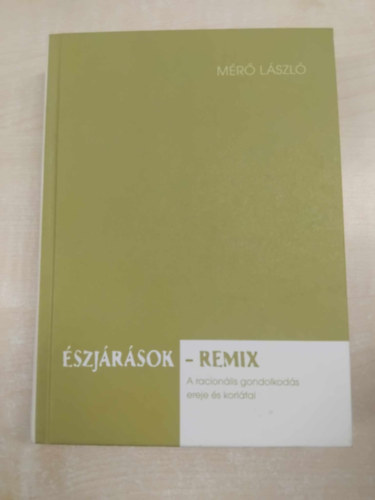 MÉRŐ LÁSZLÓ
ÉSZJÁRÁSOK – REMIX
A racionális gondolkodás
ereje és korlátai